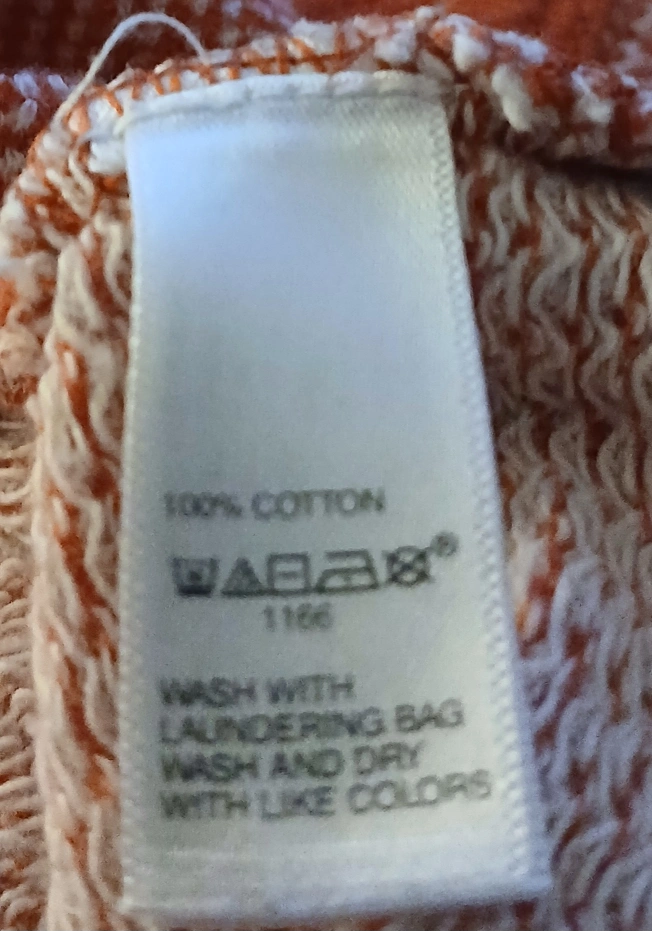 100% COTTON
1166
WASH WITH
LAUNDERING BAG
WASH AND DRY
WITH LIKE COLORS